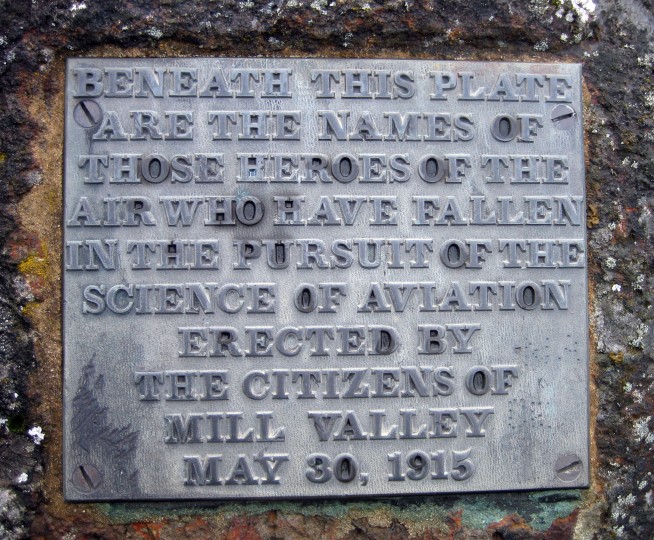 BENEATH THIS PLATE
ARE THE NAMES OF
THOSE HEROES OF THE
AIR WHO HAVE FALLEN
IN THE PURSUIT OF THE
SCIENCE OF AVIATION
ERECTED BY
THE CITIZENS OF
MILL VALLEY
MAY 30, 1915